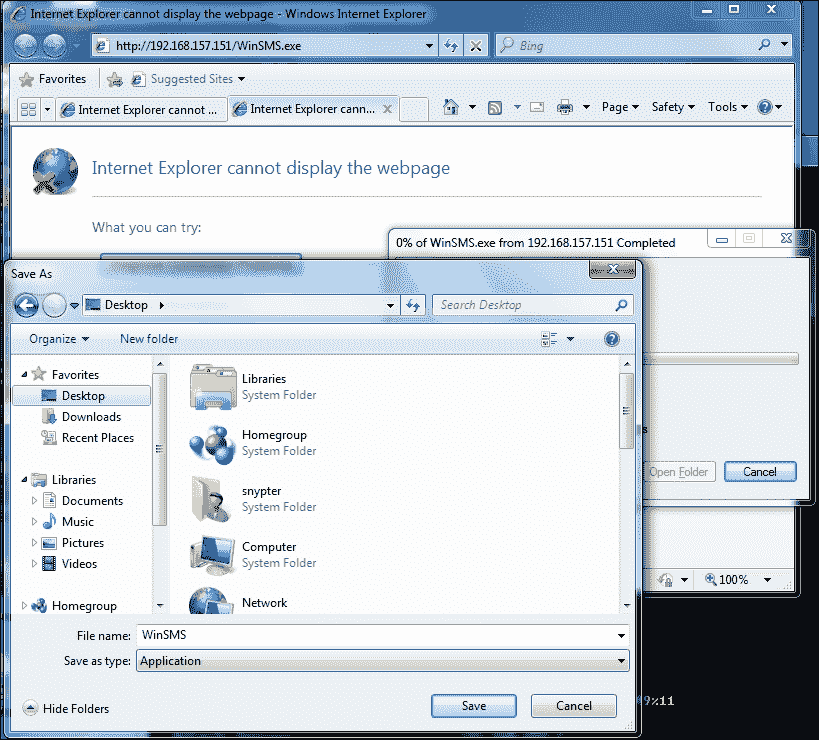 Internet Explorer cannot display the webpage - Windows Internet Explorer
http://192.168.157.151/WinSMS.exe
Bing
Favorites
Suggested Sites
Internet Explorer cannot ...
Internet Explorer cann...
Page
Safety
Tools
Internet Explorer cannot display the webpage
What you can try:
0% of WinSMS.exe from 192.168.157.151 Completed
Save As
Desktop
Search Desktop
Organize
New folder
Favorites
Desktop
Downloads
Recent Places
Libraries
Documents
Music
Pictures
Videos
Homegroup
Libraries
System Folder
Homegroup
System Folder
snypter
System Folder
Computer
System Folder
Network
Open Folder
Cancel
100%
File name:
WinSMS
Save as type:
Application
Hide Folders
Save
Cancel
9%11